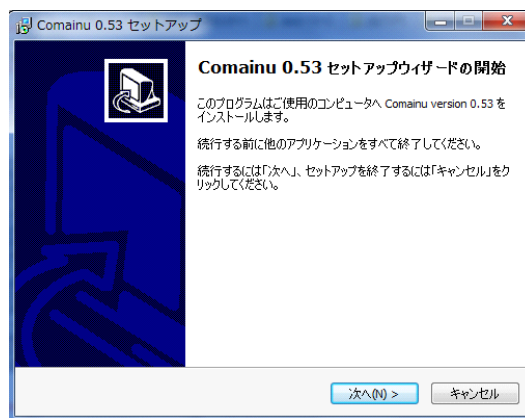 Comainu 0.53 セットアップ
Comainu 0.53 セットアップウィザードの開始
このプログラムはご使用のコンピュータへ Comainu version 0.53 を
インストールします。
続行する前に他のアプリケーションをすべて終了してください。
続行するには「次へ」、セットアップを終了するには「キャンセル」をク
リックしてください。
次へ(N) >
キャンセル